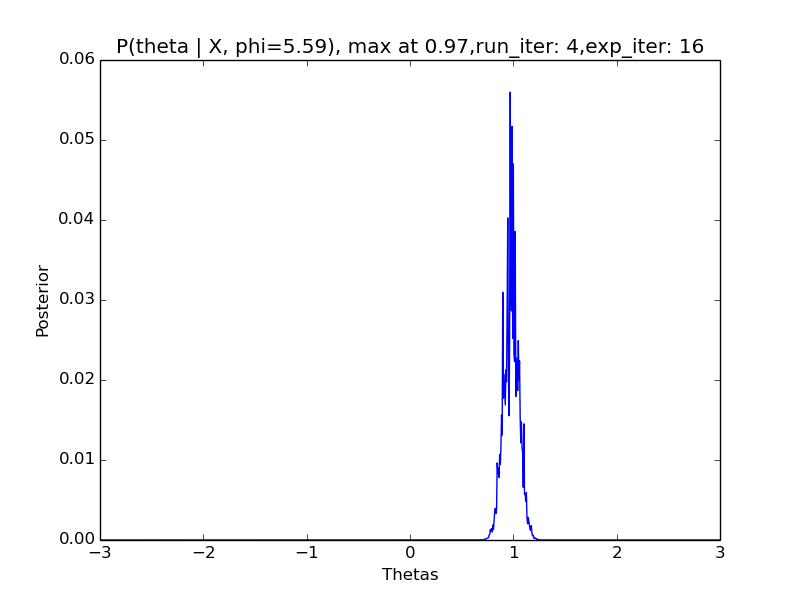 P(theta | X, phi=5.59), max at 0.97,run_iter: 4,exp_iter: 16
0.06
0.05
0.04
0.03
0.02
0.01
0.00
Posterior
−3 −2 −1 0 1 2 3
Thetas